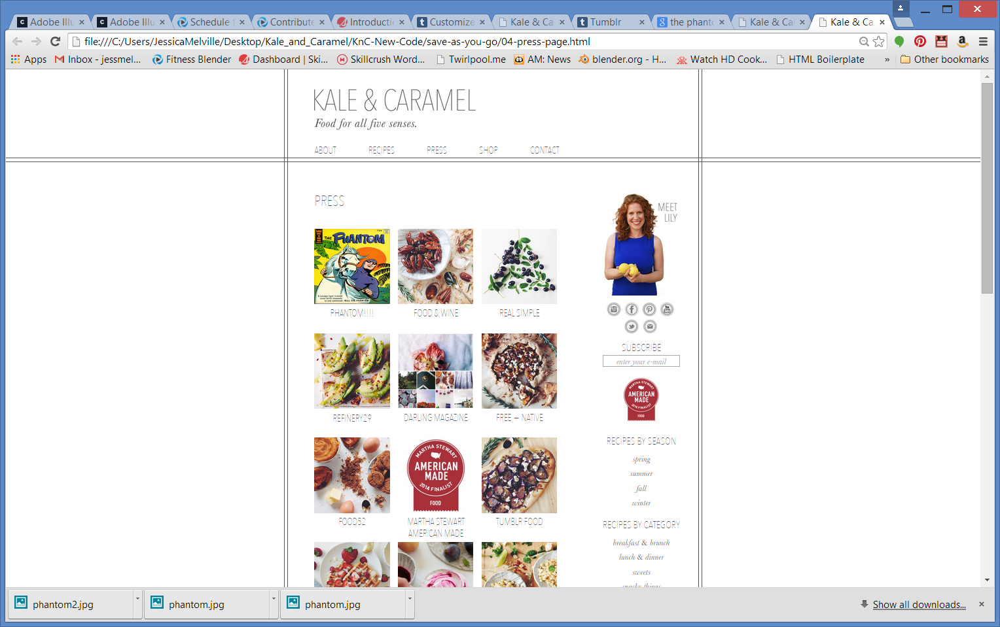 Adobe Illu
Adobe Illu
Schedule
Contribute
Introductio
Customize
Kale & Ca
Tumblr
the phant
Kale & Ca
Kale & Ca
file:///C:/Users/JessicaMelville/Desktop/Kale_and_Caramel/KnC-New-Code/save-as-you-go/04-press-page.html
Apps
Inbox - jessmel...
Fitness Blender
Dashboard | Ski...
Skillcrush Word...
Twirlpool.me
AM: News
blender.org - H...
Watch HD Cook...
HTML Boilerplate
»
Other bookmarks
KALE & CARAMEL
Food for all five senses.
ABOUT
RECIPES
PRESS
SHOP
CONTACT
PRESS
THE PHANTOM
PHANTOM!!!!
FOOD & WINE
REAL SIMPLE
REFINERY29
DARLING MAGAZINE
FREE + NATIVE
FOOD52
MARTHA STEWART
AMERICAN
MADE
2014 FINALIST
FOOD
MARTHA STEWART
AMERICAN MADE
TUMBLR FOOD
MEET
LILY
SUBSCRIBE
enter your e-mail
MARTHA STEWART
AMERICAN
MADE
2014 FINALIST
FOOD
RECIPES BY SEASON
spring
summer
fall
winter
RECIPES BY CATEGORY
breakfast & brunch
lunch & dinner
sweets
snacky things
phantom2.jpg
phantom.jpg
phantom.jpg
Show all downloads...